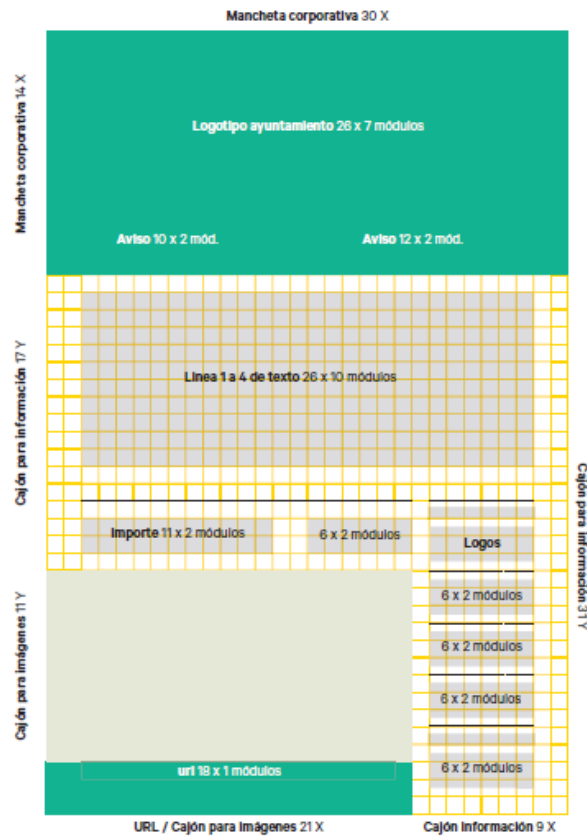 Mancheta corporativa 30 X
Mancheta corporativa 14 X
Logotipo ayuntamiento 26 x 7 módulos
Aviso 10 x 2 mód.
Aviso 12 x 2 mód.
Cajón para información 17 Y
Línea 1 a 4 de texto 26 x 10 módulos
Cajón para información 31 Y
Importe 11 x 2 módulos
6 x 2 módulos
Logos
Cajón para imágenes 11 Y
6 x 2 módulos
6 x 2 módulos
6 x 2 módulos
6 x 2 módulos
url 18 x 1 módulos
URL / Cajón para imágenes 21 X
Cajón información 9 X